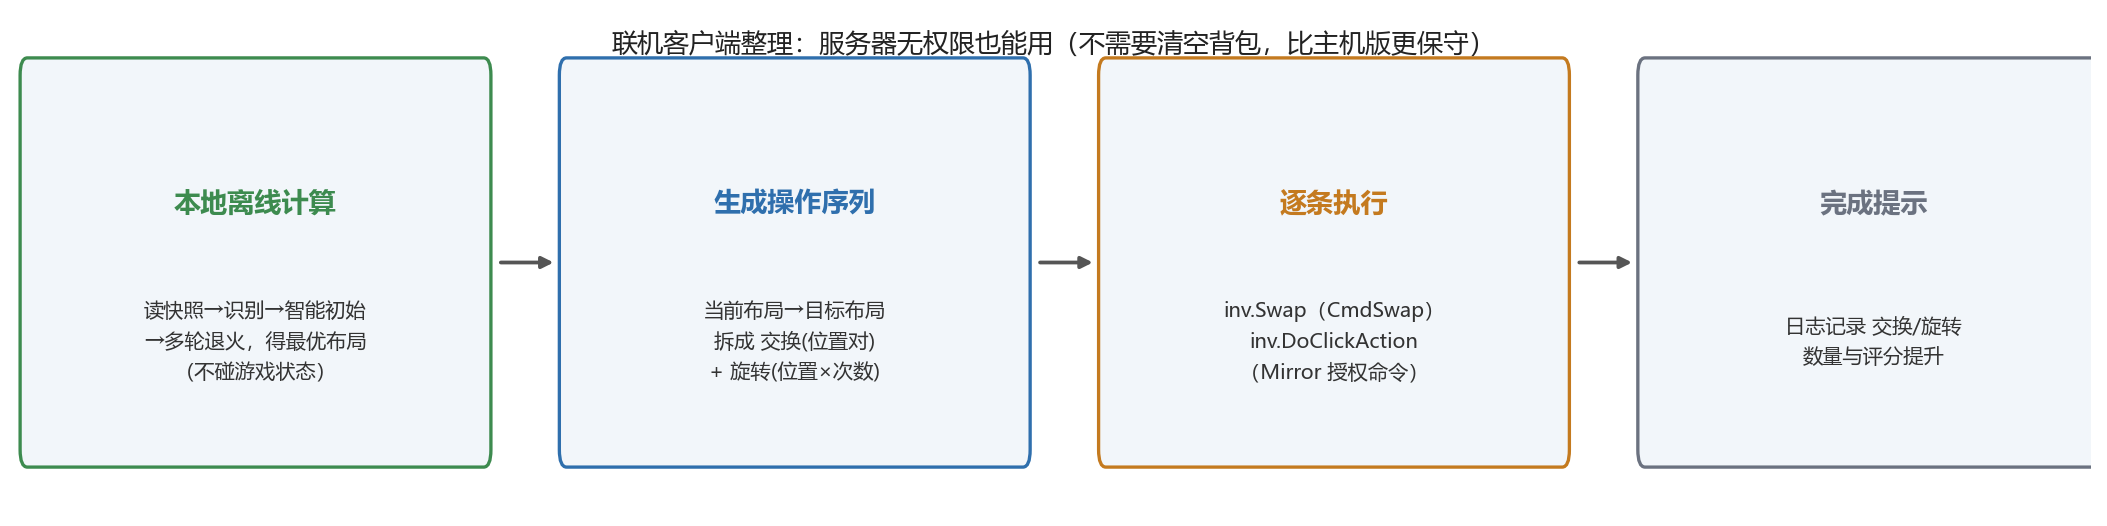 联机客户端整理：服务器无权限也能用（不需要清空背包，比主机版更保守）
本地离线计算
读快照→识别→智能初始
→多轮退火，得最优布局
（不碰游戏状态）
生成操作序列
当前布局→目标布局
拆成 交换(位置对)
+ 旋转(位置×次数)
逐条执行
inv.Swap（CmdSwap）
inv.DoClickAction
（Mirror 授权命令）
完成提示
日志记录 交换/旋转
数量与评分提升